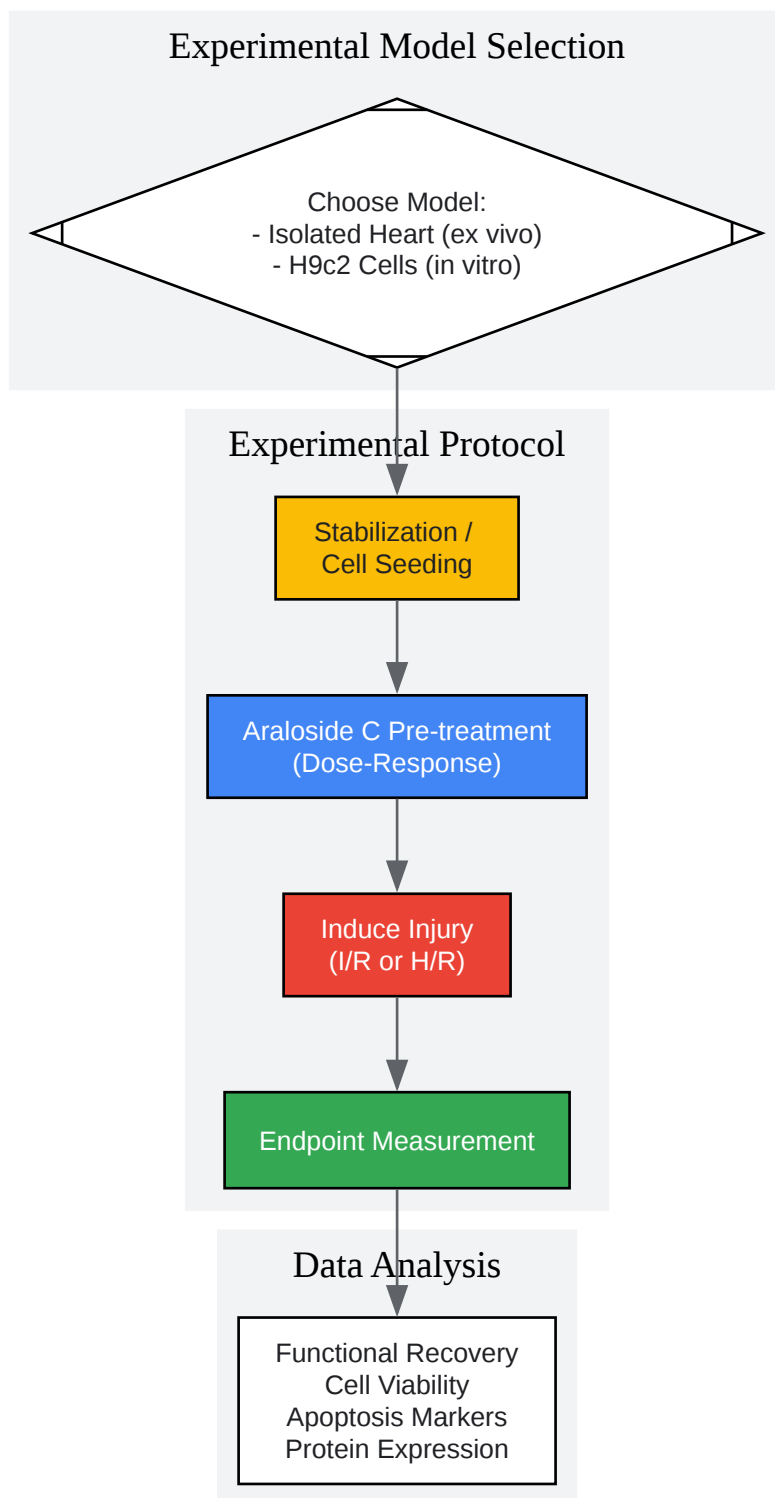 Experimental Model Selection
Choose Model:
- Isolated Heart (ex vivo)
- H9c2 Cells (in vitro)
Experimental Protocol
Stabilization /
Cell Seeding
Araloside C Pre-treatment
(Dose-Response)
Induce Injury
(I/R or H/R)
Endpoint Measurement
Data Analysis
Functional Recovery
Cell Viability
Apoptosis Markers
Protein Expression